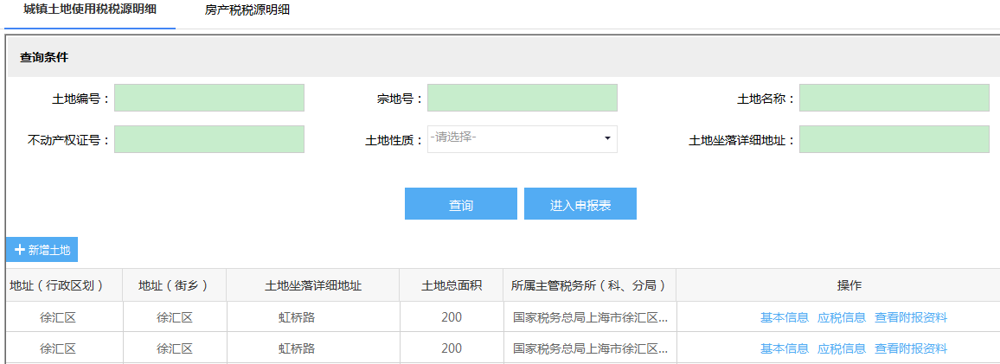 城镇土地使用税税源明细 房产税税源明细
查询条件
土地编号： 宗地号： 土地名称：
不动产权证号： 土地性质： -请选择- 土地坐落详细地址：
查询 进入申报表
+ 新增土地
地址（行政区划） 地址（街乡） 土地坐落详细地址 土地总面积 所属主管税务所（科、分局） 操作
徐汇区 徐汇区 虹桥路 200 国家税务总局上海市徐汇区... 基本信息 应税信息 查看附报资料
徐汇区 徐汇区 虹桥路 200 国家税务总局上海市徐汇区... 基本信息 应税信息 查看附报资料